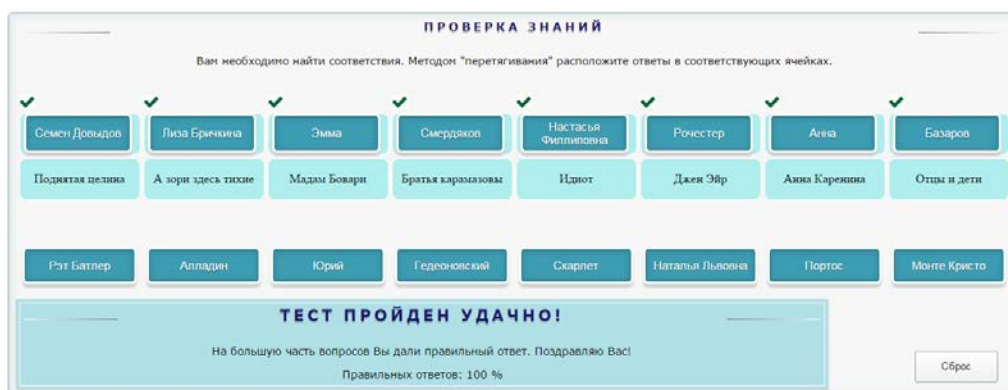 ПРОВЕРКА ЗНАНИЙ
Вам необходимо найти соответствия. Методом "перетягивания" расположите ответы в соответствующих ячейках.
Семен Довыдов Лиза Бричкина Эмма Смердяков Настасья Филлиповна Рочестер Анна Базаров
Поднятая целина А зори здесь тихие Мадам Бовари Братья карамазовы Идиот Джен Эйр Анна Каренина Отцы и дети
Рэт Батлер Алладин Юрий Гедеоновский Скарлет Наталья Львовна Портос Монте Кристо
ТЕСТ ПРОЙДЕН УДАЧНО!
На большую часть вопросов Вы дали правильный ответ. Поздравляю Вас!
Правильных ответов: 100 %
Сброс